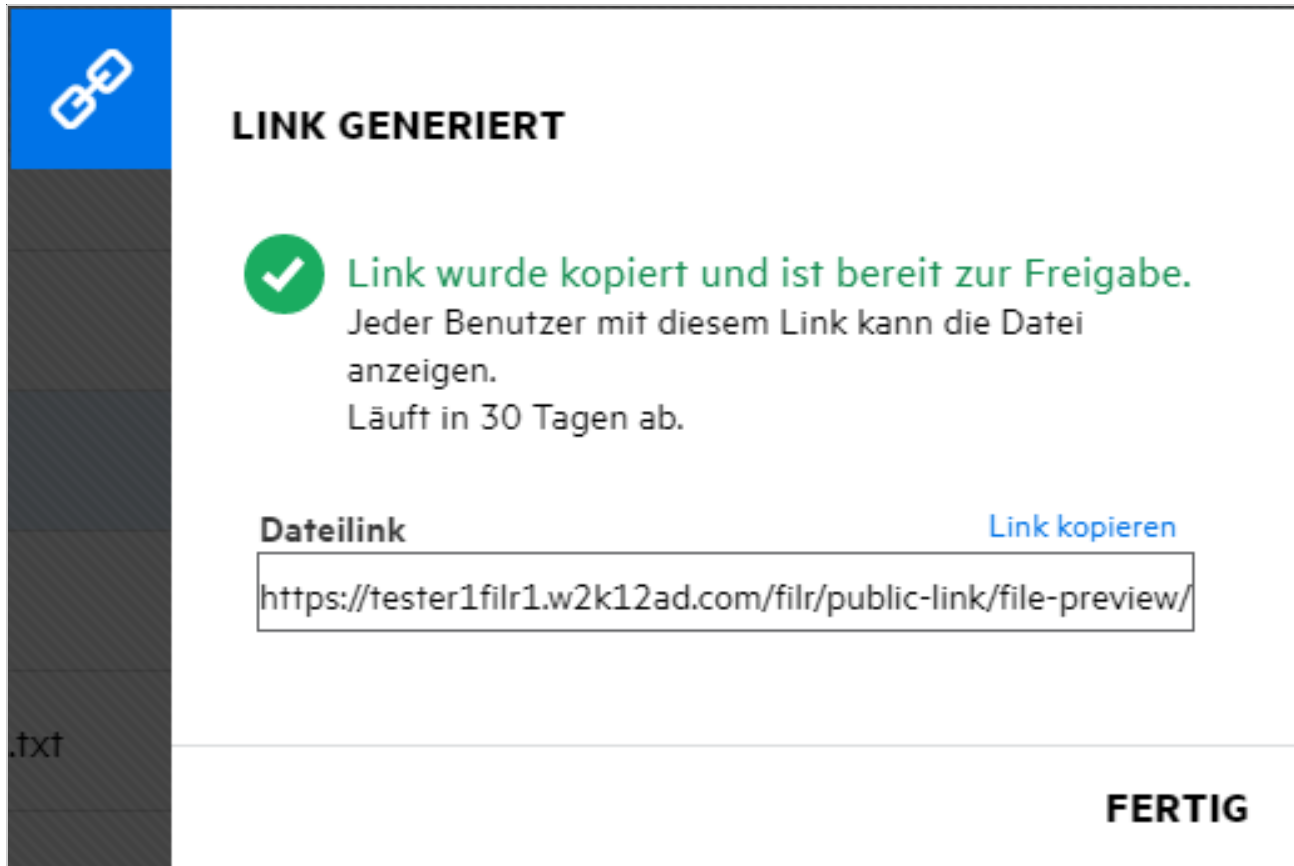 LINK GENERIERT
Link wurde kopiert und ist bereit zur Freigabe.
Jeder Benutzer mit diesem Link kann die Datei
anzeigen.
Läuft in 30 Tagen ab.
Dateilink Link kopieren
https://tester1filr1.w2k12ad.com/filr/public-link/file-preview/
.txt
FERTIG